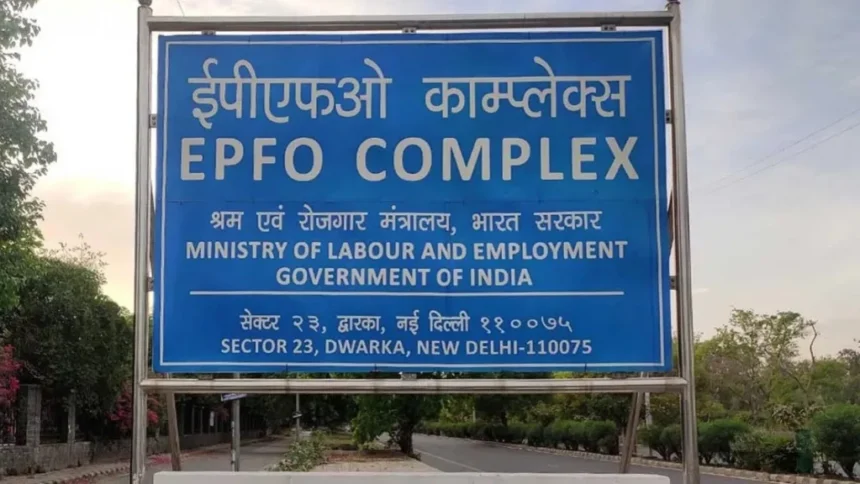 ईपीएफओ काम्प्लेक्स
EPFO COMPLEX
श्रम एवं रोजगार मंत्रालय, भारत सरकार
MINISTRY OF LABOUR AND EMPLOYMENT
GOVERNMENT OF INDIA
सेक्टर २३, द्वारका, नई दिल्ली ११००७५
SECTOR 23, DWARKA, NEW DELHI-110075